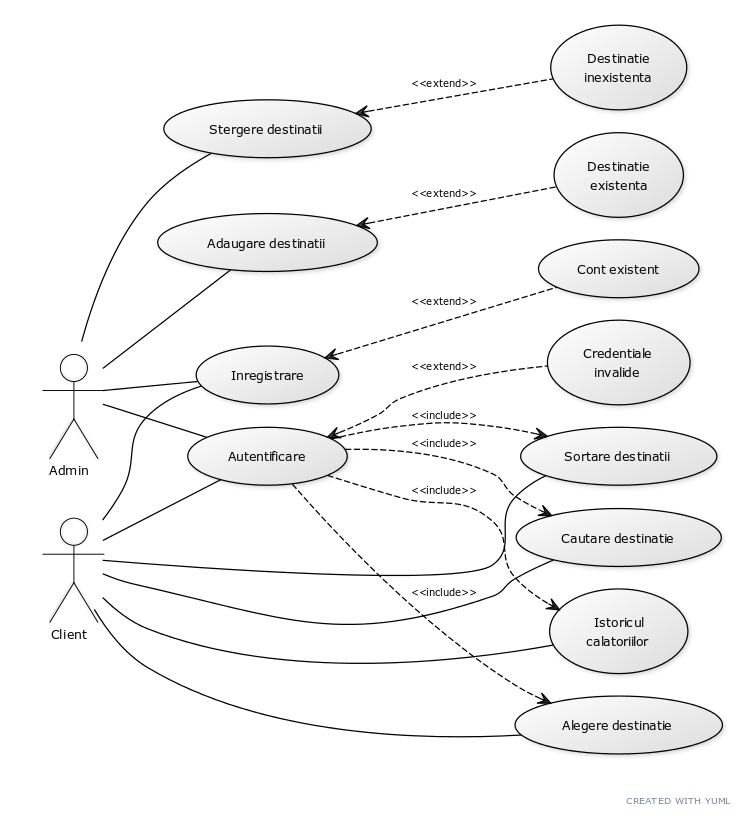 Destinatie
inexistenta
<<extend>>
Stergere destinatii
Destinatie
existenta
<<extend>>
Adaugare destinatii
Cont existent
<<extend>>
Credentiale
invalide
<<extend>>
Inregistrare
<<include>>
<<include>>
Autentificare
Sortare destinatii
Admin
<<include>>
Cautare destinatie
<<include>>
Istoricul
calatoriilor
Client
Alegere destinatie
CREATED WITH YUML